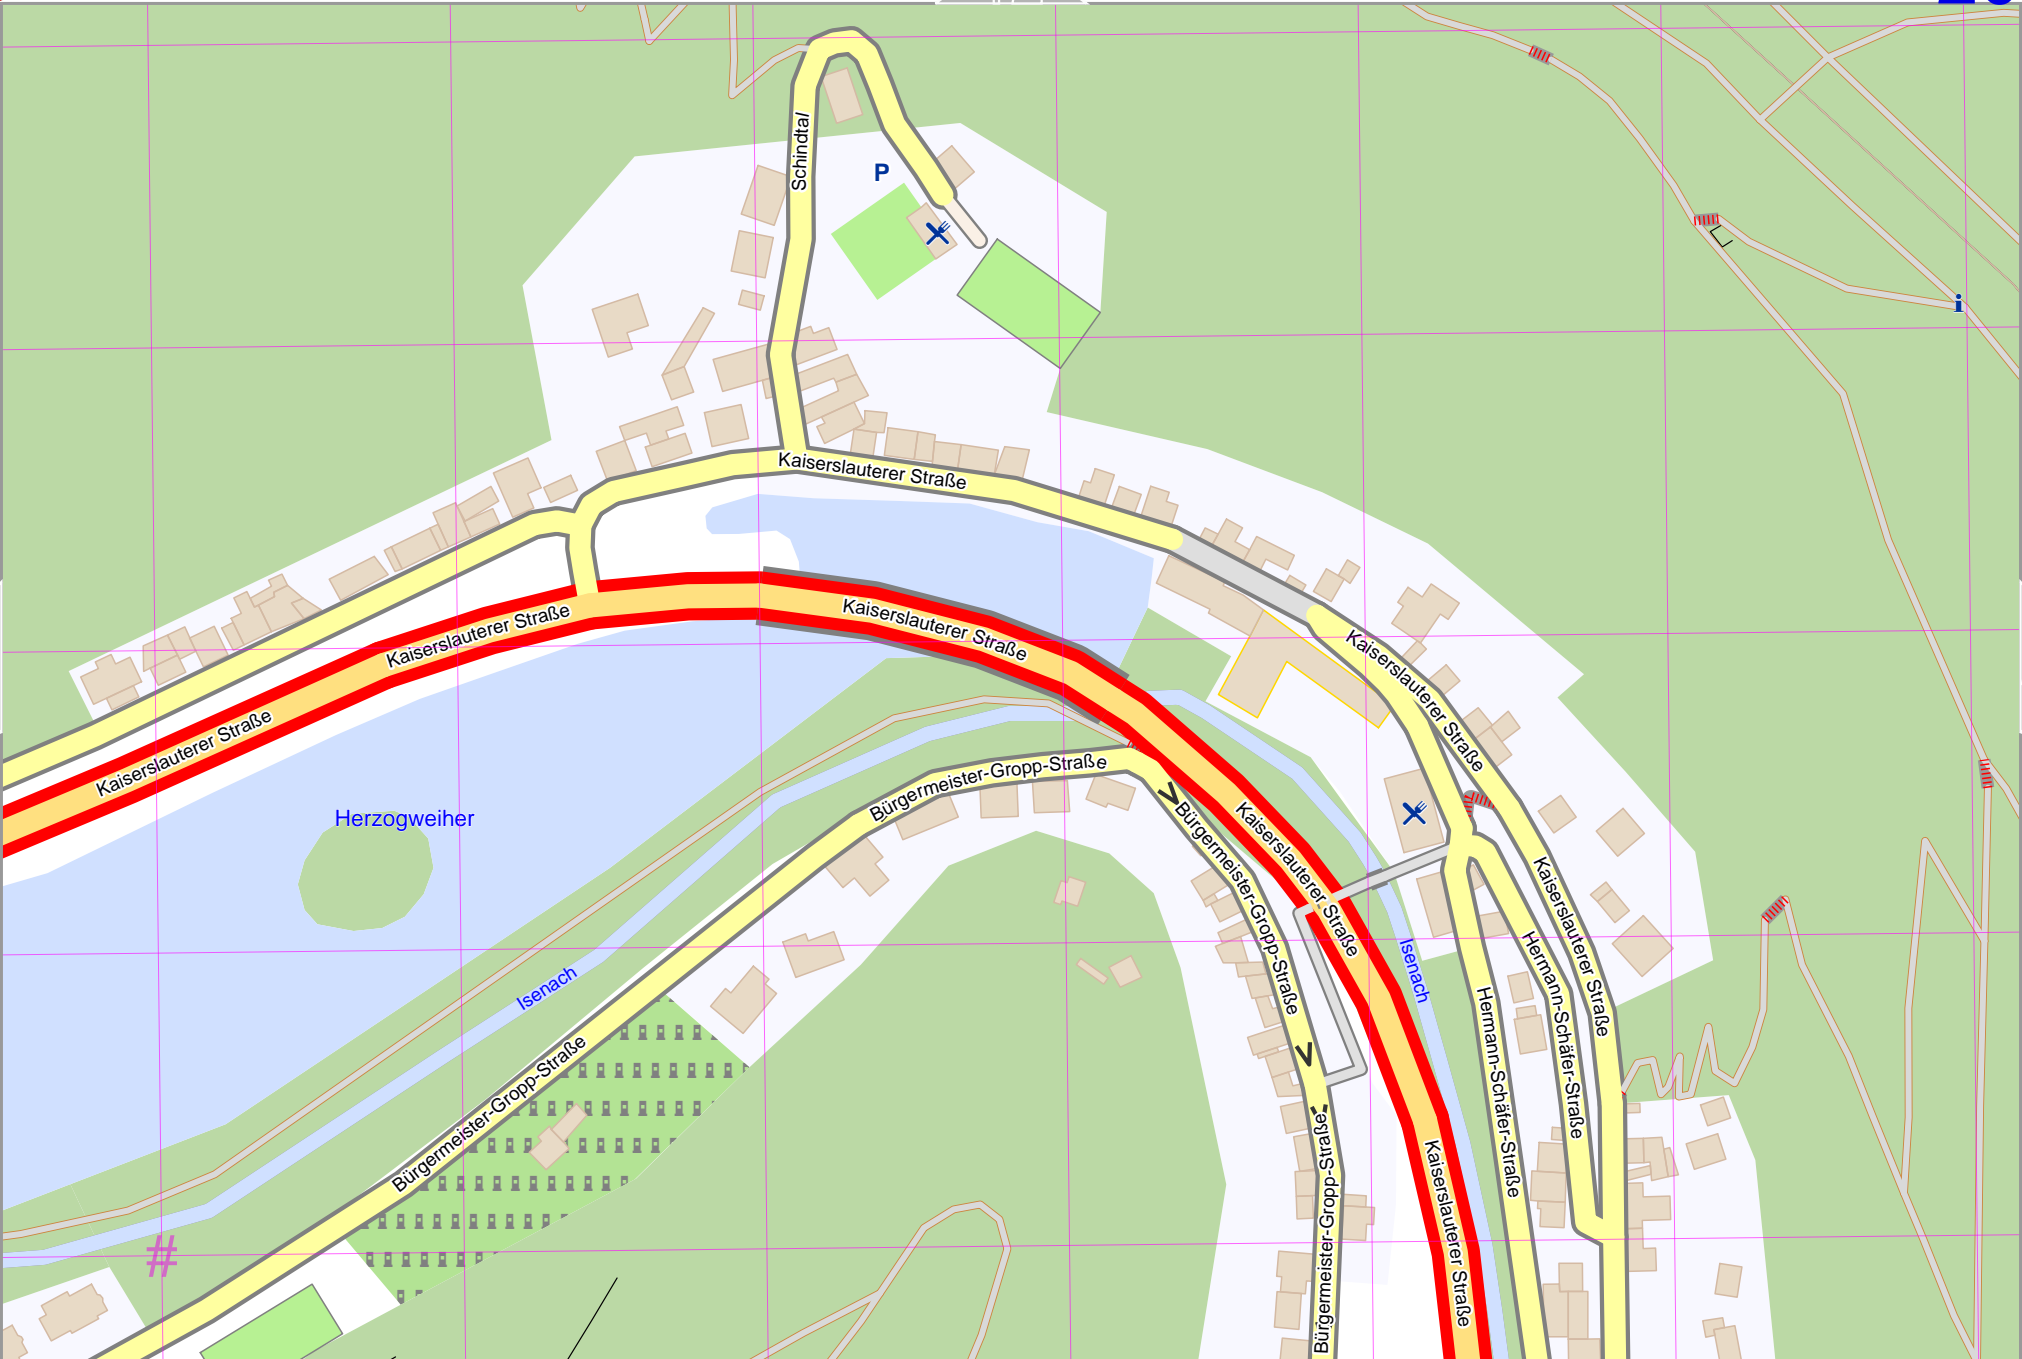 Schindtal
P
i
Kaiserslauterer Straße
Kaiserslauterer Straße
Kaiserslauterer Straße
Kaiserslauterer Straße
Kaiserslauterer Straße
Kaiserslauterer Straße
Herzogweiher
Bürgermeister-Gropp-Straße
Bürgermeister-Gropp-Straße
Kaiserslauterer Straße
Kaiserslauterer Straße
Isenach
Isenach
Hermann-Schäfer-Straße
Hermann-Schäfer-Straße
Bürgermeister-Gropp-Straße
Bürgermeister-Gropp-Straße
Kaiserslauterer Straße
#